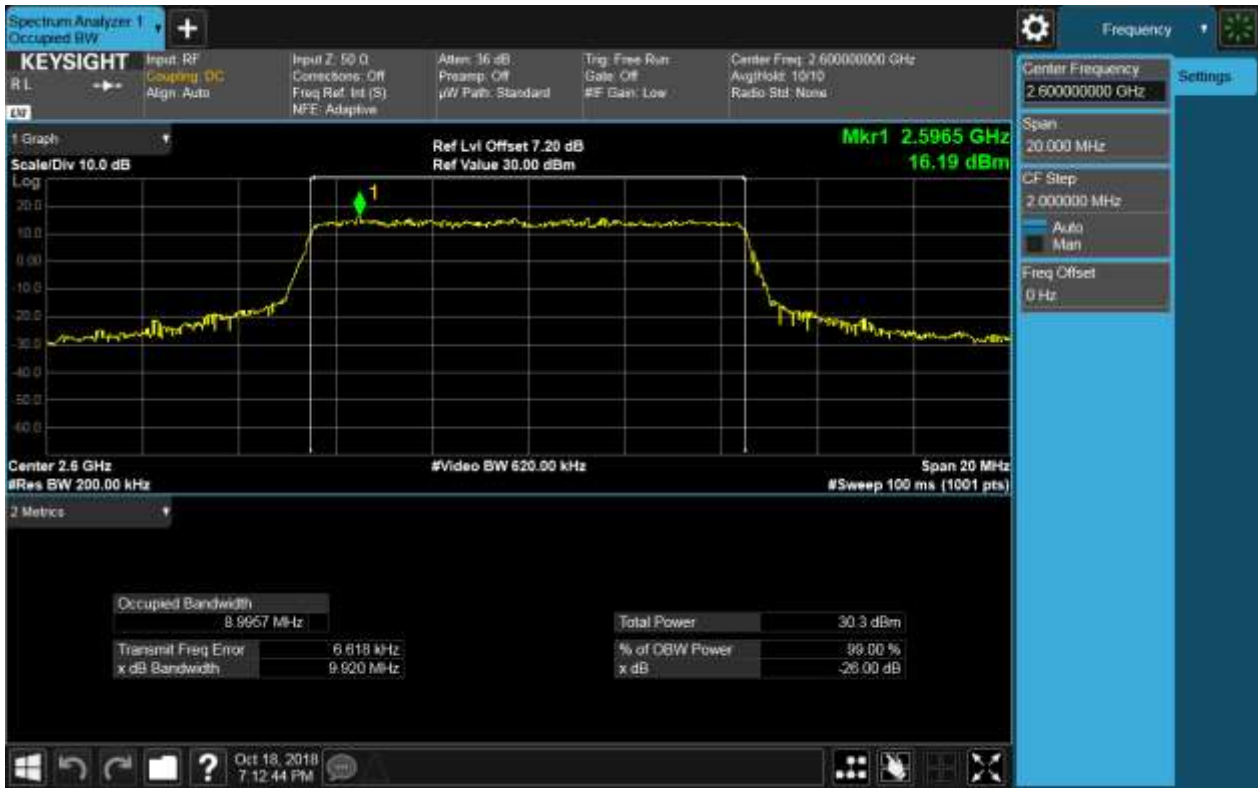 Spectrum Analyzer 1
Occupied BW
Frequency
KEYSIGHT
R L
Input: RF
Coupling: DC
Align: Auto
Input Z: 50 Ω
Corrections: Off
Freq Ref: Int (S)
NFE: Adaptive
Atten: 36 dB
Preamp: Off
µW Path: Standard
Trig: Free Run
Gate: Off
#IF Gain: Low
Center Freq: 2.600000000 GHz
Avg|Hold: 10/10
Radio Std: None
Center Frequency
2.600000000 GHz
Settings
Span
20.000 MHz
CF Step
2.000000 MHz
Auto
Man
Freq Offset
0 Hz
1 Graph
Scale/Div 10.0 dB
Ref Lvl Offset 7.20 dB
Ref Value 30.00 dBm
Mkr1 2.5965 GHz
16.19 dBm
Log
1
20.0
10.0
0.00
-10.0
-20.0
-30.0
-40.0
-50.0
-60.0
Center 2.6 GHz
#Video BW 620.00 kHz
Span 20 MHz
#Res BW 200.00 kHz
#Sweep 100 ms (1001 pts)
2 Metrics
Occupied Bandwidth
8.9957 MHz
Total Power 30.3 dBm
Transmit Freq Error 6.618 kHz
% of OBW Power 99.00 %
x dB Bandwidth 9.920 MHz
x dB -26.00 dB
?
Oct 18, 2018
7:12:44 PM